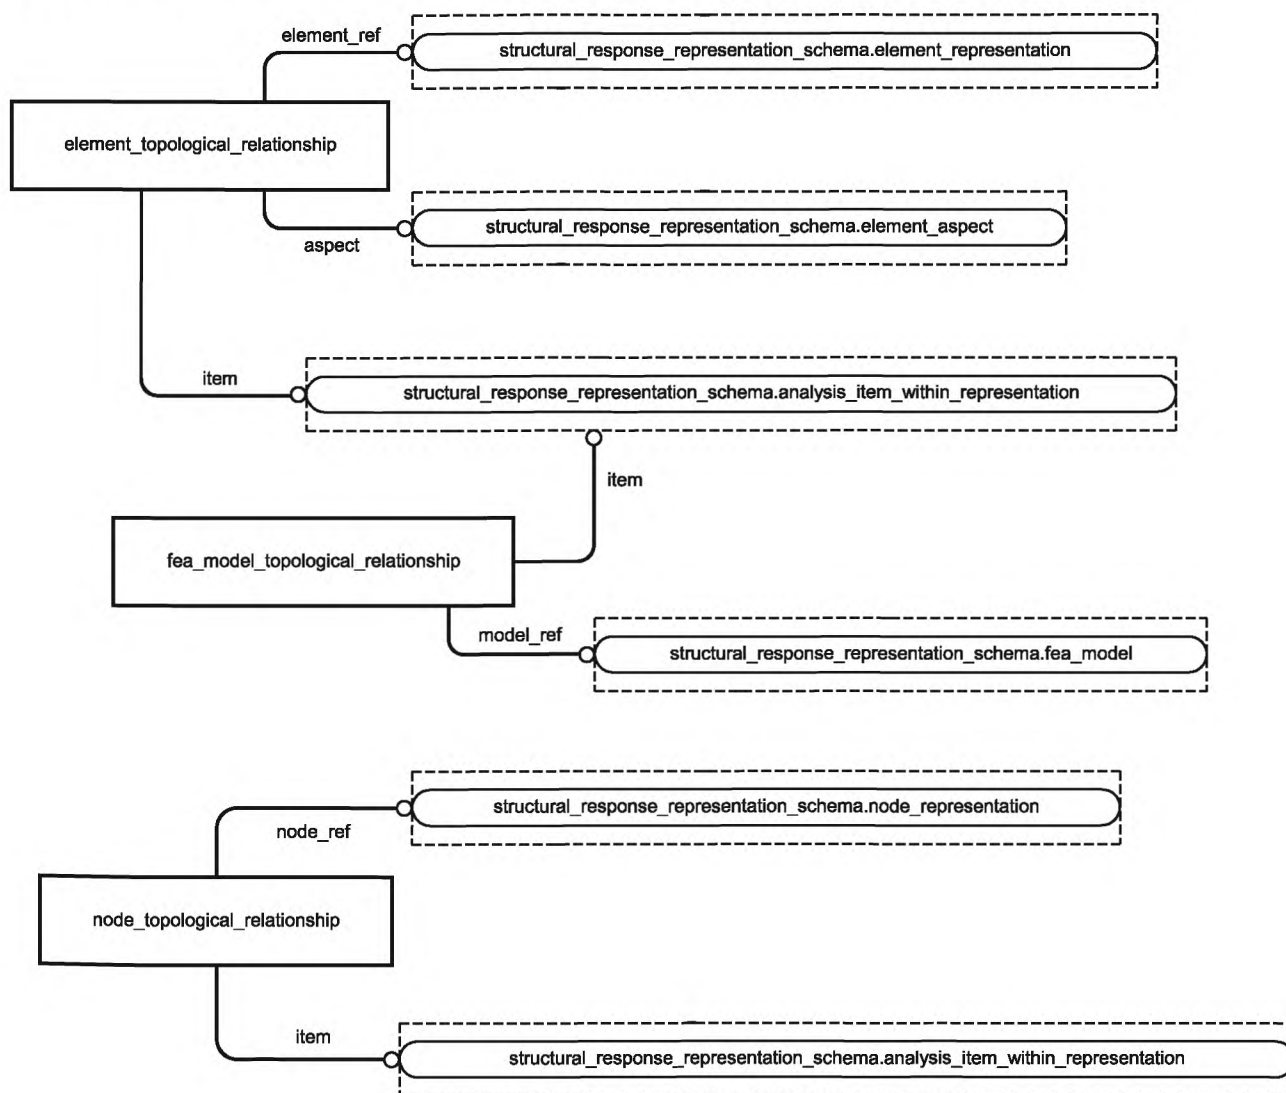 element_ref
structural_response_representation_schema.element_representation
element_topological_relationship
structural_response_representation_schema.element_aspect
aspect
item
structural_response_representation_schema.analysis_item_within_representation
item
fea_model_topological_relationship
model_ref
structural_response_representation_schema.fea_model
structural_response_representation_schema.node_representation
node_ref
node_topological_relationship
item
structural_response_representation_schema.analysis_item_within_representation